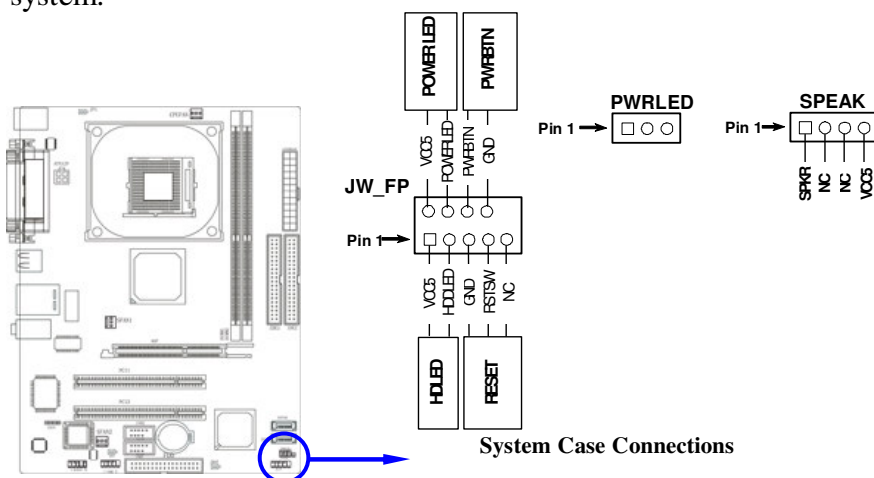 system.
POWER LED
PWRBTN
VCC5
POWERLED
PWRBTN
GND
JW_FP
Pin 1
VCC5
HDDLED
GND
RSTSW
NC
HDLED
RESET
PWRLED
Pin 1
SPEAK
Pin 1
SPKR
NC
NC
VCC5
System Case Connections